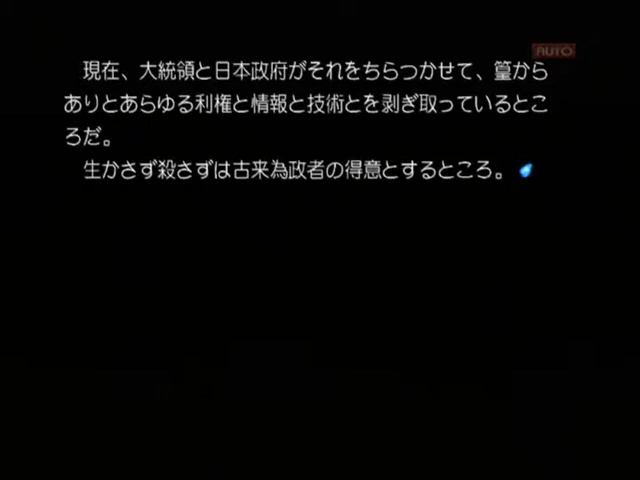 AUTO
　現在、大統領と日本政府がそれをちらつかせて、篁から
ありとあらゆる利権と情報と技術とを剥ぎ取っているとこ
ろだ。
　生かさず殺さずは古来為政者の得意とするところ。